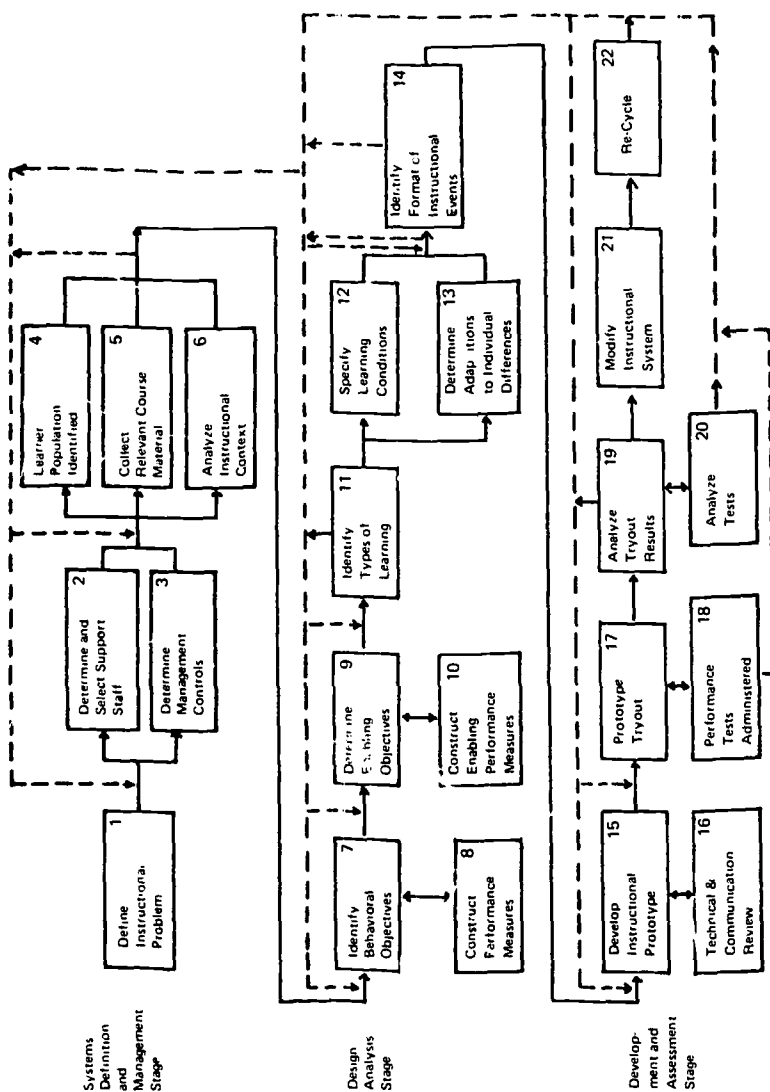 Systems
Definition
and
Management
Stage
1
Define
Instructional
Problem
2
Determine and
Select Support
Staff
3
Determine
Management
Controls
4
Learner
Population
Identified
5
Collect
Relevant Course
Material
6
Analyze
Instructional
Context
Design
Analysis
Stage
7
Identify
Behavioral
Objectives
8
Construct
Farformance
Measures
9
Determine
Enabling
Objectives
10
Construct
Enabling
Performance
Measures
11
Identify
Types of
Learning
12
Specify
Learning
Conditions
13
Determine
Adaptitions
to Individual
Differences
14
Identify
Format of
Instructional
Events
Develop-
ment and
Assessment
Stage
15
Develop
Instructional
Prototype
16
Technical &
Communication
Review
17
Prototype
Tryout
18
Performance
Tests
Administered
19
Analyze
Tryout
Results
20
Analyze
Tests
21
Modify
Instructional
System
22
Re-Cycle